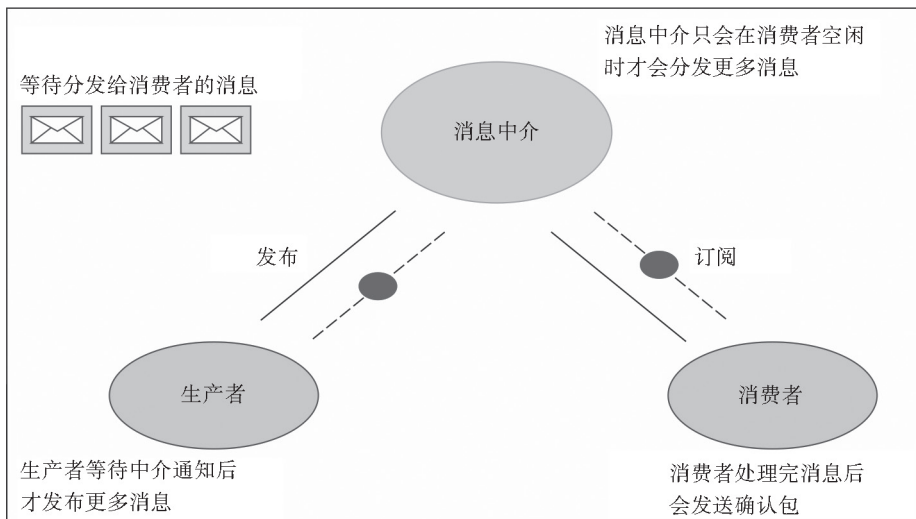 消息中介只会在消费者空闲
时才会分发更多消息
等待分发给消费者的消息
消息中介
发布
订阅
生产者
消费者
生产者等待中介通知后
才发布更多消息
消费者处理完消息后
会发送确认包